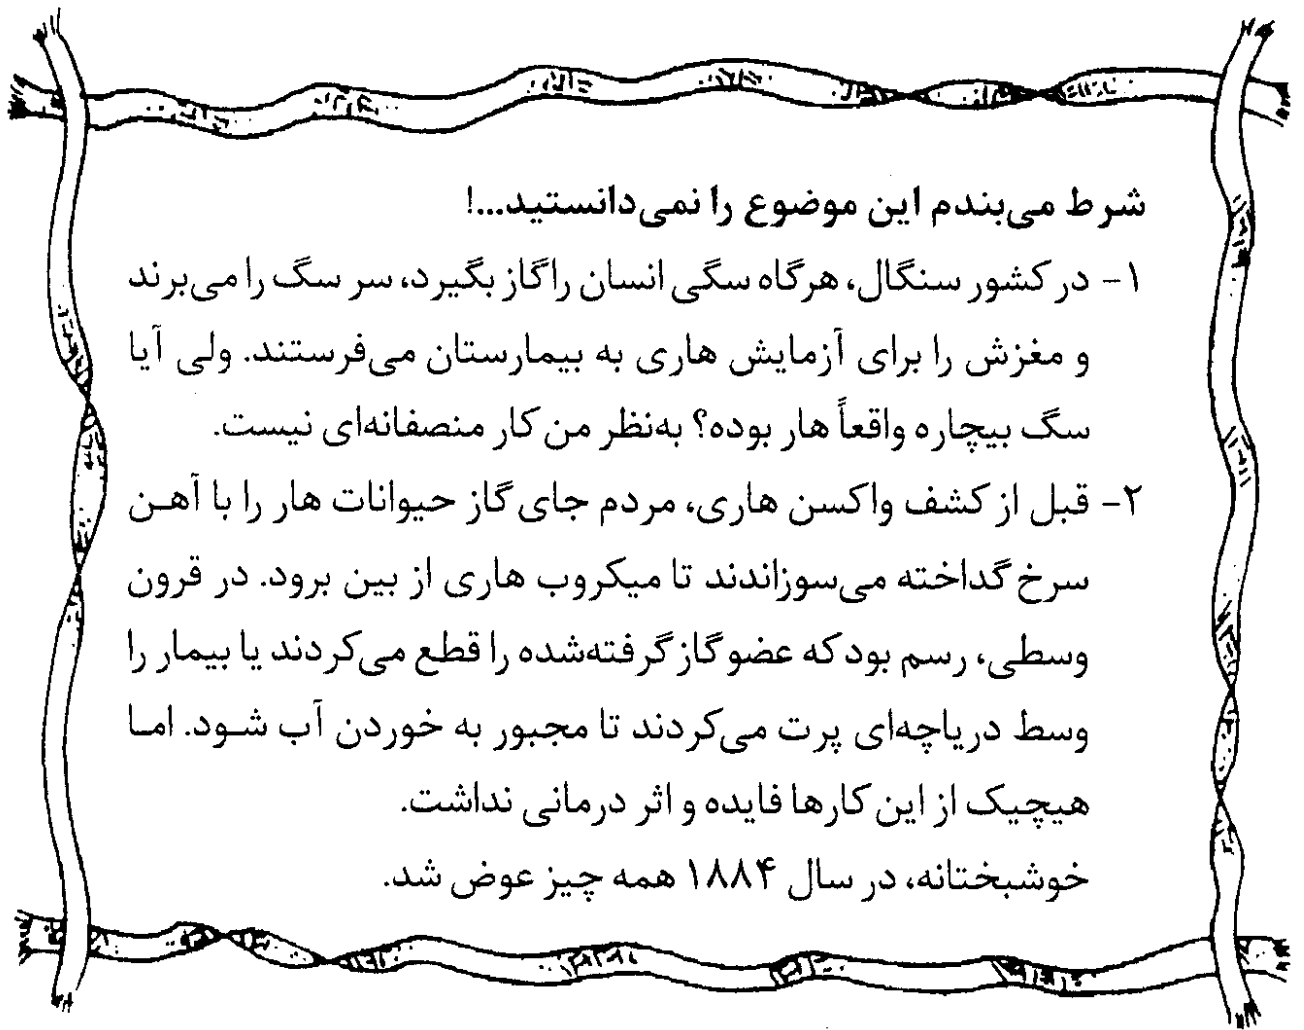 شرط می‌بندم این موضوع را نمی‌دانستید...!
۱- در کشور سنگال، هرگاه سگی انسان را گاز بگیرد، سر سگ را می‌برند
و مغزش را برای آزمایش هاری به بیمارستان می‌فرستند. ولی آیا
سگ بیچاره واقعاً هار بوده؟ به‌نظر من کار منصفانه‌ای نیست.
۲- قبل از کشف واکسن هاری، مردم جای گاز حیوانات هار را با آهـن
سرخ گداخته می‌سوزاندند تا میکروب هاری از بین برود. در قرون
وسطی، رسم بود که عضو گاز گرفته‌شده را قطع می‌کردند یا بیمار را
وسط دریاچه‌ای پرت می‌کردند تا مجبور به خوردن آب شـود. امـا
هیچیک از این کارها فایده و اثر درمانی نداشت.
خوشبختانه، در سال ۱۸۸۴ همه چیز عوض شد.